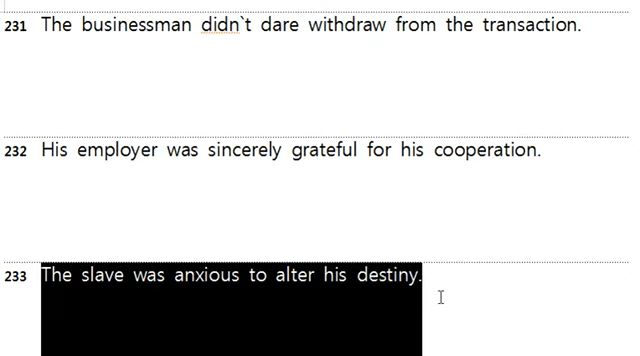 231 The businessman didn`t dare withdraw from the transaction.
232 His employer was sincerely grateful for his cooperation.
233 The slave was anxious to alter his destiny.